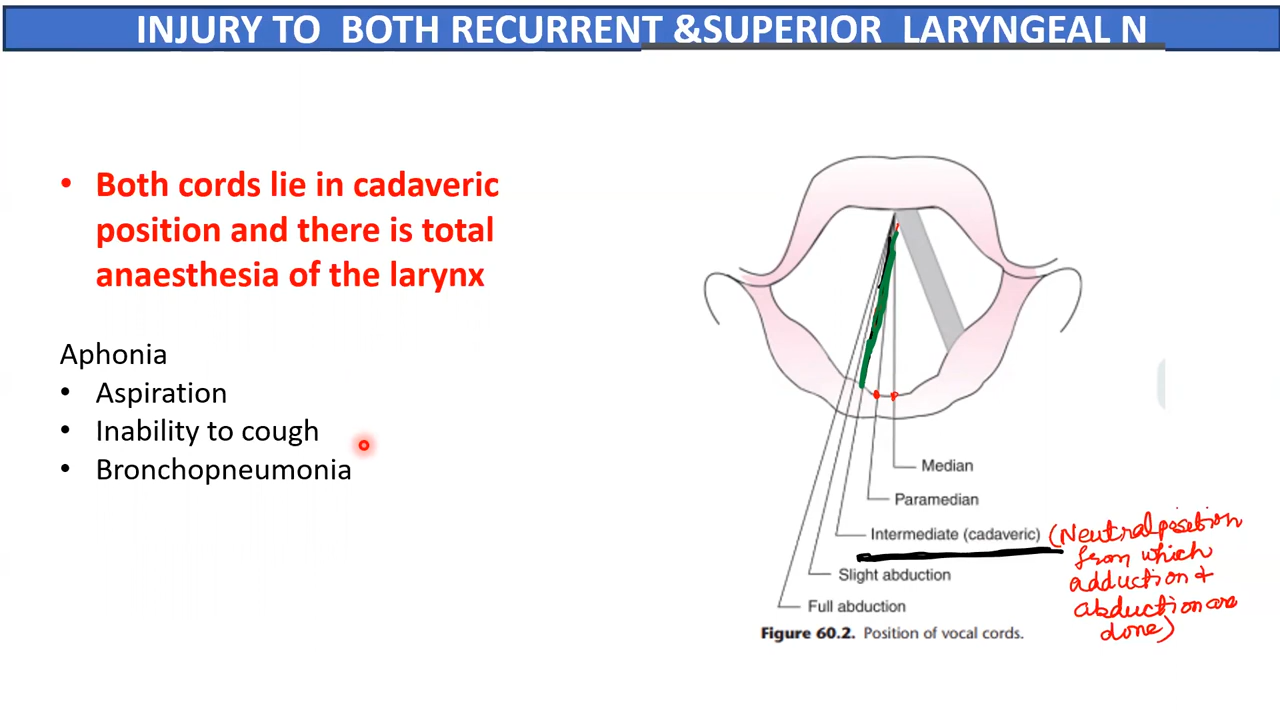 INJURY TO BOTH RECURRENT &SUPERIOR LARYNGEAL N
• Both cords lie in cadaveric
position and there is total
anaesthesia of the larynx
Aphonia
• Aspiration
• Inability to cough
• Bronchopneumonia
Median
Paramedian
Intermediate (cadaveric)
(Neutral position
from which
adduction +
abduction are
done)
Slight abduction
Full abduction
Figure 60.2. Position of vocal cords.